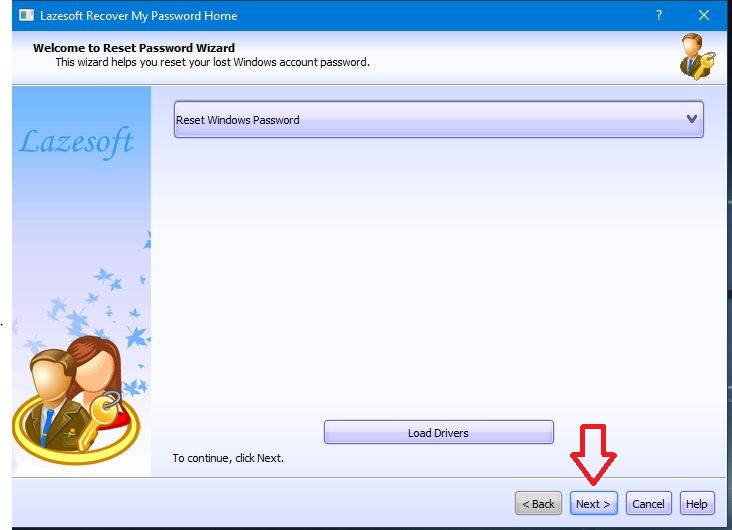 Lazesoft Recover My Password Home
?
Welcome to Reset Password Wizard
This wizard helps you reset your lost Windows account password.
Lazesoft
Reset Windows Password
Load Drivers
To continue, click Next.
< Back Next > Cancel Help